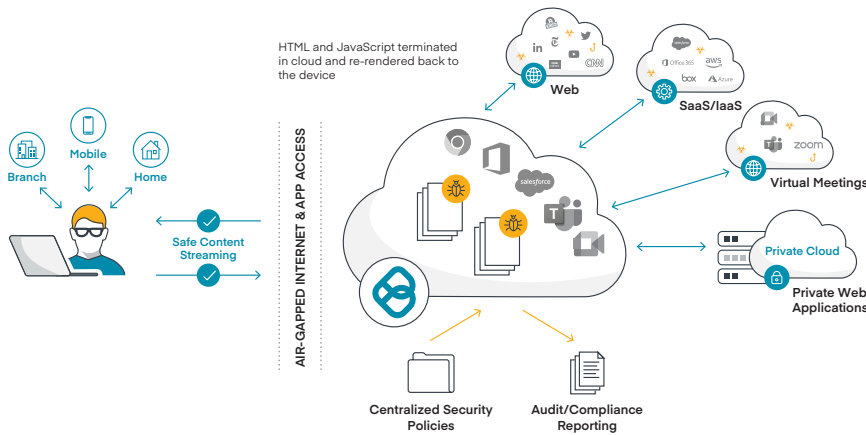 HTML and JavaScript terminated
in cloud and re-rendered back to
the device
in
CNN
Web
salesforce
Office 365
aws
box
Azure
SaaS/IaaS
zoom
Virtual Meetings
Branch
Mobile
Home
Safe Content
Streaming
AIR-GAPPED INTERNET & APP ACCESS
salesforce
T
Private Cloud
Private Web
Applications
Centralized Security
Policies
Audit/Compliance
Reporting